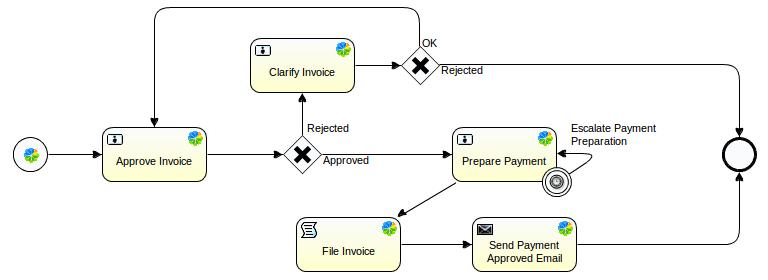 OK
Clarify Invoice
Rejected
Rejected
Escalate Payment
Preparation
Approve Invoice
Approved
Prepare Payment
File Invoice
Send Payment
Approved Email